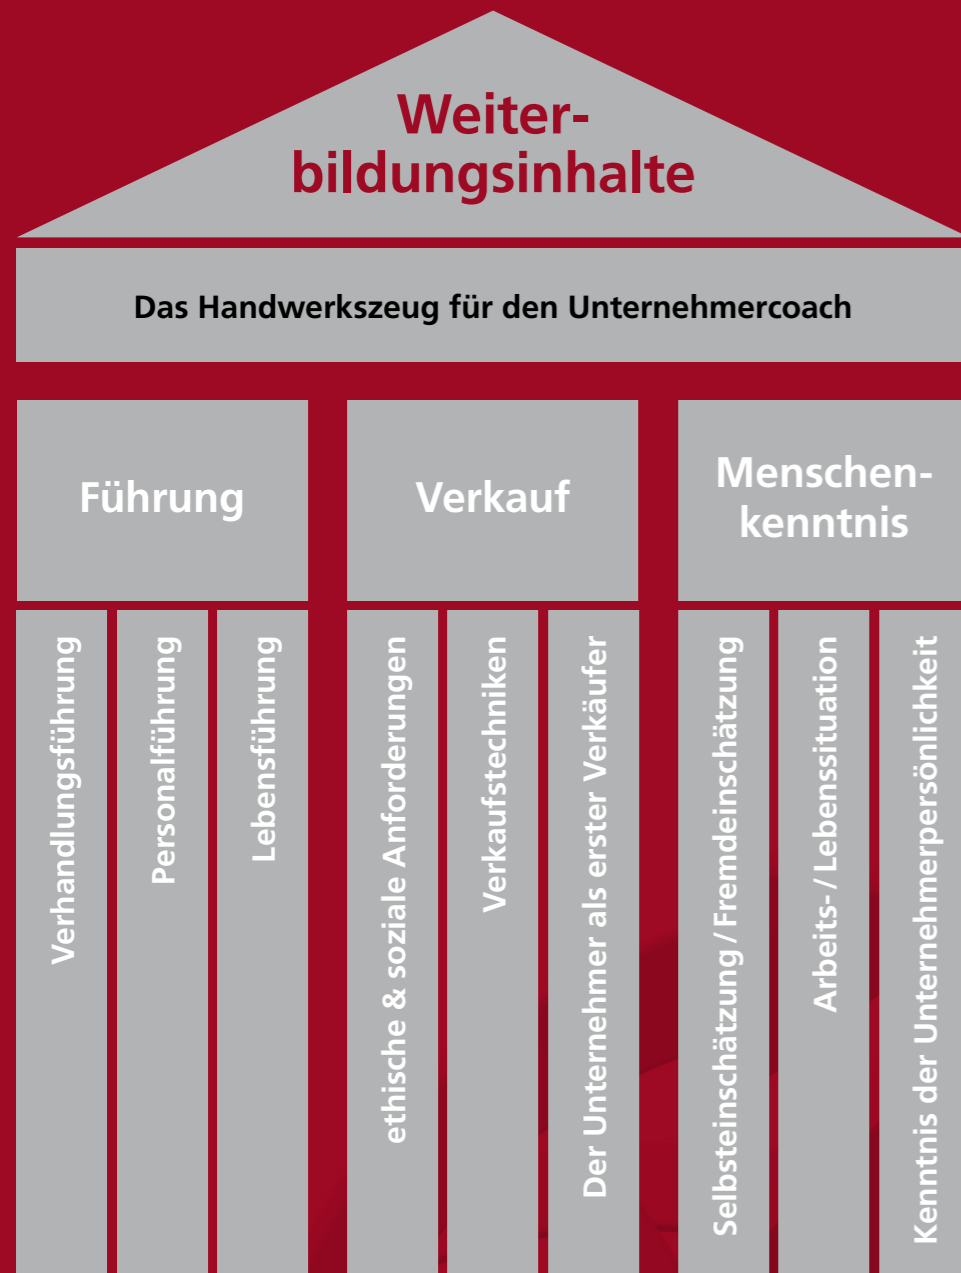 Weiter-
bildungsinhalte
Das Handwerkszeug für den Unternehmercoach
Führung
Verhandlungsführung
Personalführung
Lebensführung
Verkauf
ethische & soziale Anforderungen
Verkaufstechniken
Der Unternehmer als erster Verkäufer
Menschen-
kenntnis
Selbsteinschätzung / Fremdeinschätzung
Arbeits- / Lebenssituation
Kenntnis der Unternehmerpersönlichkeit